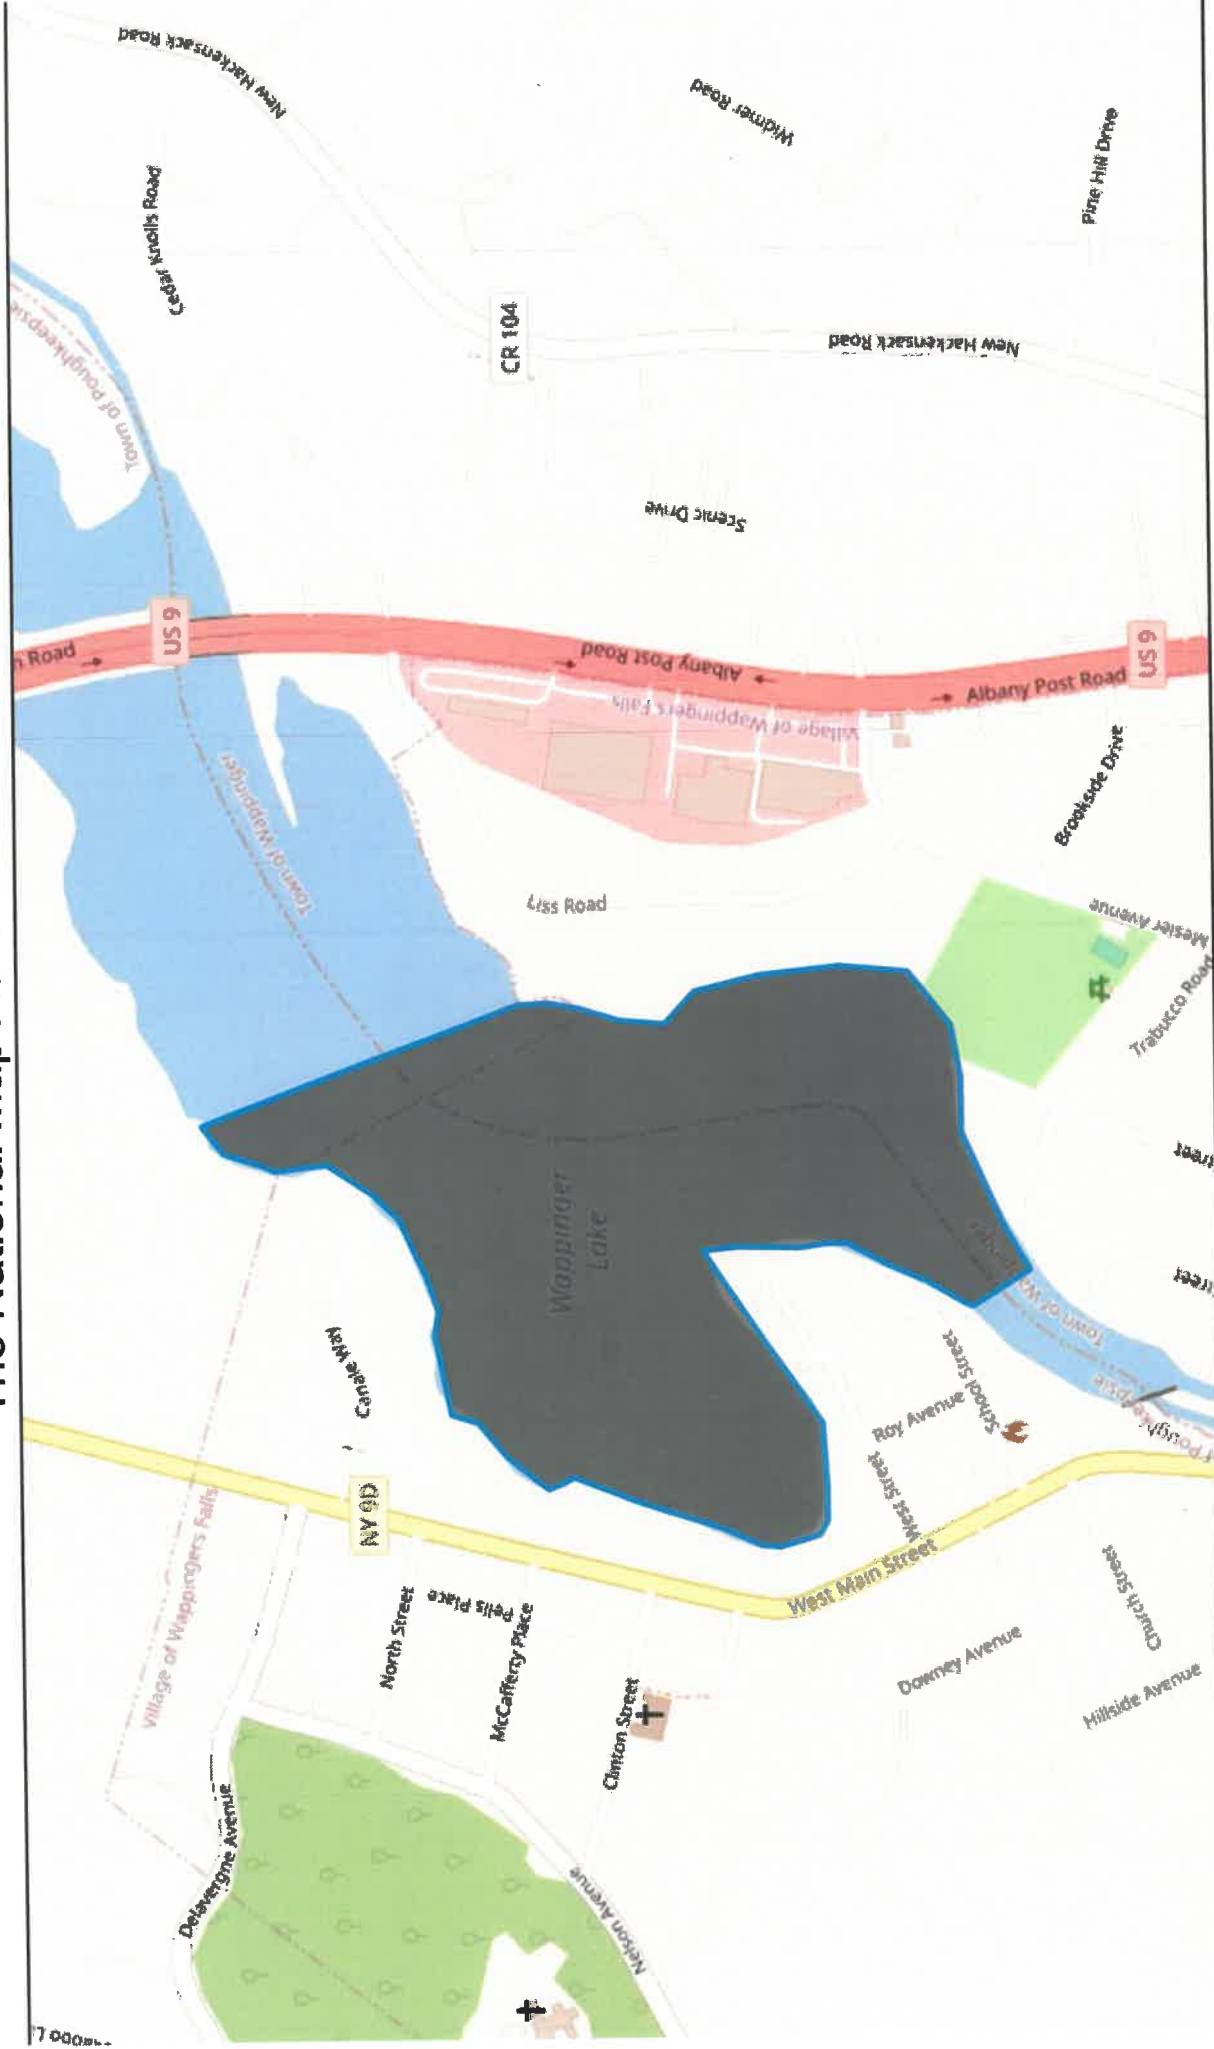 New Hackensack Road
Widmer Road
Pine Hill Drive
Cedar Knolls Road
Town of Poughkeepsie
CR 104
New Hackensack Road
Scenic Drive
US 9
Road
Albany Post Road
US 9
Albany Post Road
Village of Wappingers Falls
Town of Wappinger
Brookside Drive
Liss Road
Mesier Avenue
Trabucco Road
Wappinger
Lake
Town of Wa
Canale Way
School Street
Roy Avenue
West Street
NY 9D
Village of Wappingers Falls
West Main Street
North Street
Pells Place
McCafferty Place
Church Street
Downey Avenue
Clinton Street
Hillside Avenue
Delavergne Avenue
Nelson Avenue